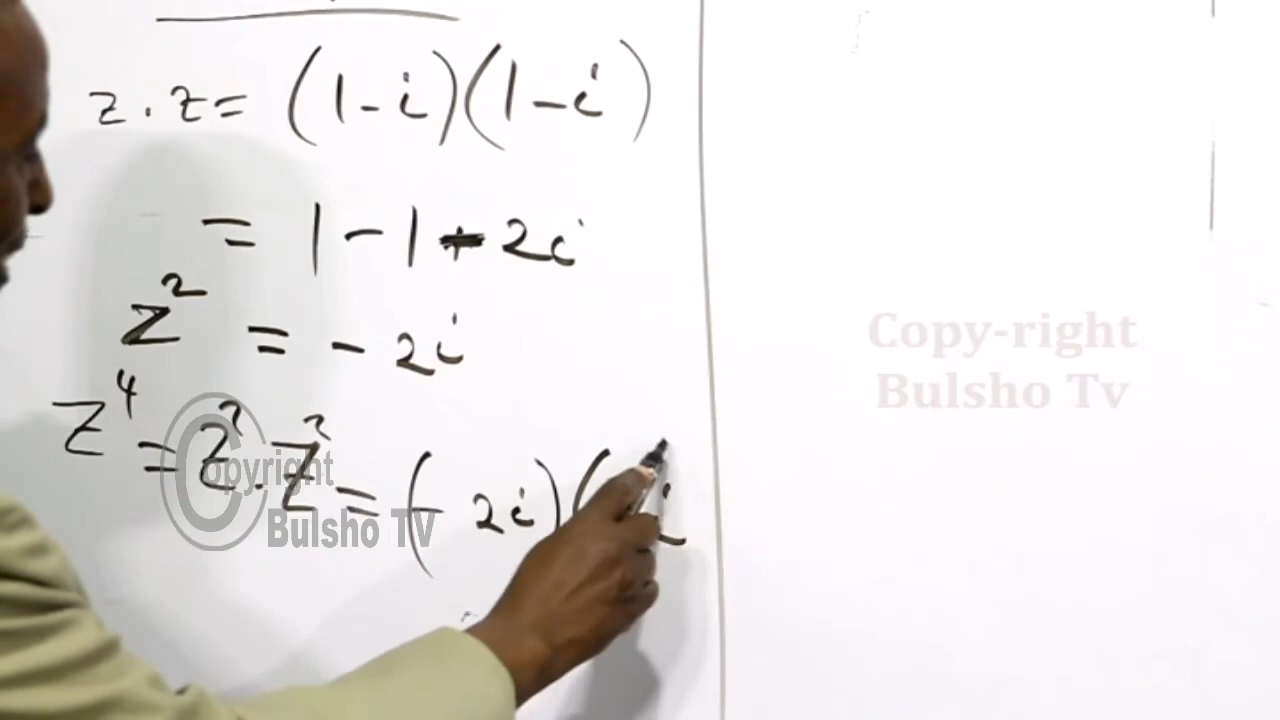 z . z = (1 - i)(1 - i)
= 1 - 1 - 2i
z² = - 2i
z⁴ = z² . z² = (- 2i)(
Copyright
Bulsho TV
Copy-right
Bulsho Tv